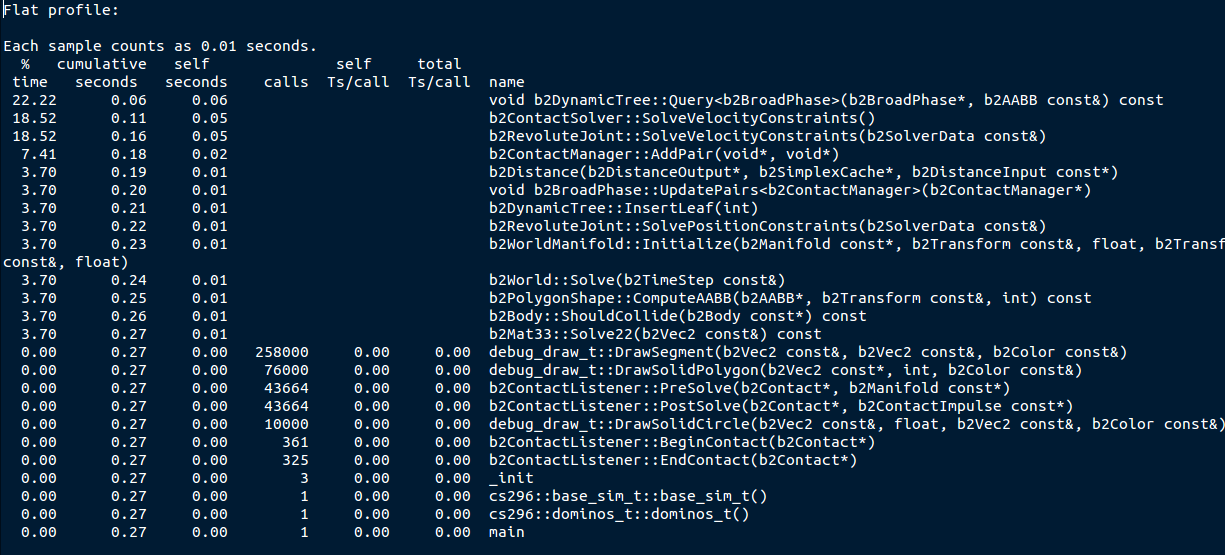 Flat profile:

Each sample counts as 0.01 seconds.
  %   cumulative   self              self     total
 time   seconds   seconds    calls  Ts/call  Ts/call  name
22.22      0.06     0.06                             void b2DynamicTree::Query<b2BroadPhase>(b2BroadPhase*, b2AABB const&) const
18.52      0.11     0.05                             b2ContactSolver::SolveVelocityConstraints()
18.52      0.16     0.05                             b2RevoluteJoint::SolveVelocityConstraints(b2SolverData const&)
 7.41      0.18     0.02                             b2ContactManager::AddPair(void*, void*)
 3.70      0.19     0.01                             b2Distance(b2DistanceOutput*, b2SimplexCache*, b2DistanceInput const*)
 3.70      0.20     0.01                             void b2BroadPhase::UpdatePairs<b2ContactManager>(b2ContactManager*)
 3.70      0.21     0.01                             b2DynamicTree::InsertLeaf(int)
 3.70      0.22     0.01                             b2RevoluteJoint::SolvePositionConstraints(b2SolverData const&)
 3.70      0.23     0.01                             b2WorldManifold::Initialize(b2Manifold const*, b2Transform const&, float, b2Transf
const&, float)
 3.70      0.24     0.01                             b2World::Solve(b2TimeStep const&)
 3.70      0.25     0.01                             b2PolygonShape::ComputeAABB(b2AABB*, b2Transform const&, int) const
 3.70      0.26     0.01                             b2Body::ShouldCollide(b2Body const*) const
 3.70      0.27     0.01                             b2Mat33::Solve22(b2Vec2 const&) const
 0.00      0.27     0.00   258000     0.00     0.00  debug_draw_t::DrawSegment(b2Vec2 const&, b2Vec2 const&, b2Color const&)
 0.00      0.27     0.00    76000     0.00     0.00  debug_draw_t::DrawSolidPolygon(b2Vec2 const*, int, b2Color const&)
 0.00      0.27     0.00    43664     0.00     0.00  b2ContactListener::PreSolve(b2Contact*, b2Manifold const*)
 0.00      0.27     0.00    43664     0.00     0.00  b2ContactListener::PostSolve(b2Contact*, b2ContactImpulse const*)
 0.00      0.27     0.00    10000     0.00     0.00  debug_draw_t::DrawSolidCircle(b2Vec2 const&, float, b2Vec2 const&, b2Color const&)
 0.00      0.27     0.00      361     0.00     0.00  b2ContactListener::BeginContact(b2Contact*)
 0.00      0.27     0.00      325     0.00     0.00  b2ContactListener::EndContact(b2Contact*)
 0.00      0.27     0.00        3     0.00     0.00  _init
 0.00      0.27     0.00        1     0.00     0.00  cs296::base_sim_t::base_sim_t()
 0.00      0.27     0.00        1     0.00     0.00  cs296::dominos_t::dominos_t()
 0.00      0.27     0.00        1     0.00     0.00  main